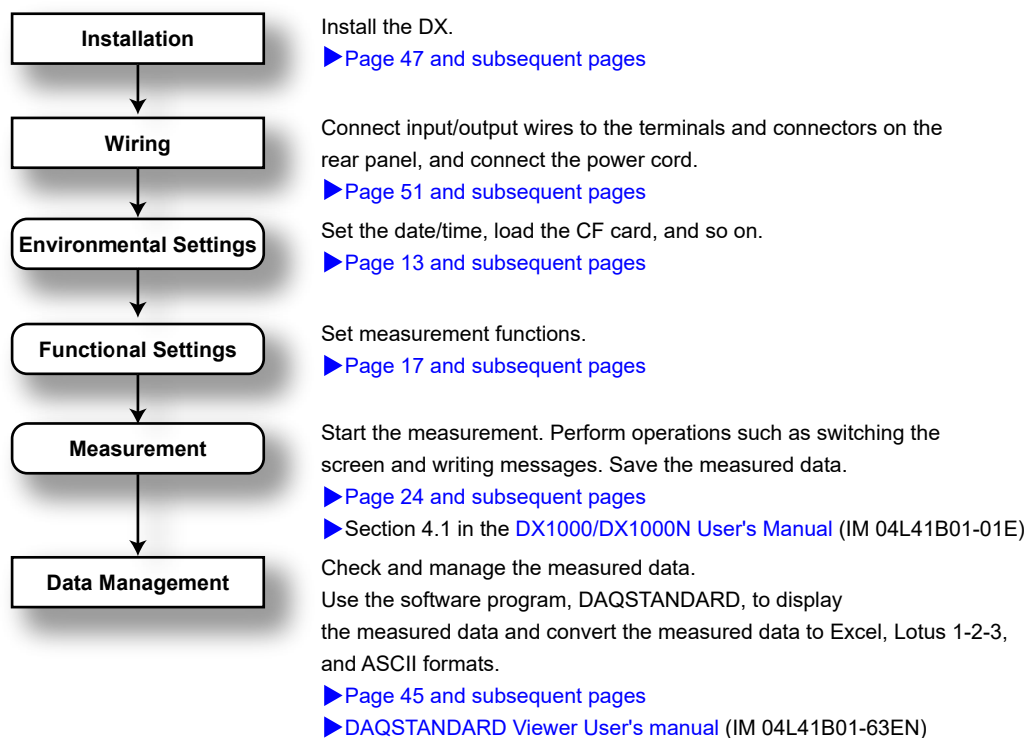 Installation
Install the DX.
▶Page 47 and subsequent pages
Wiring
Connect input/output wires to the terminals and connectors on the
rear panel, and connect the power cord.
▶Page 51 and subsequent pages
Environmental Settings
Set the date/time, load the CF card, and so on.
▶Page 13 and subsequent pages
Functional Settings
Set measurement functions.
▶Page 17 and subsequent pages
Measurement
Start the measurement. Perform operations such as switching the
screen and writing messages. Save the measured data.
▶Page 24 and subsequent pages
▶Section 4.1 in the DX1000/DX1000N User's Manual (IM 04L41B01-01E)
Data Management
Check and manage the measured data.
Use the software program, DAQSTANDARD, to display
the measured data and convert the measured data to Excel, Lotus 1-2-3,
and ASCII formats.
▶Page 45 and subsequent pages
▶DAQSTANDARD Viewer User's manual (IM 04L41B01-63EN)